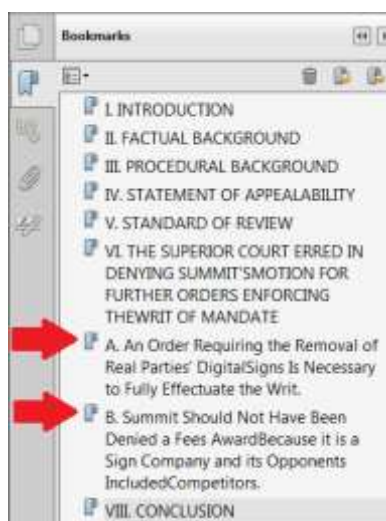 Bookmarks
I. INTRODUCTION
II. FACTUAL BACKGROUND
III. PROCEDURAL BACKGROUND
IV. STATEMENT OF APPEALABILITY
V. STANDARD OF REVIEW
VI. THE SUPERIOR COURT ERRED IN
DENYING SUMMIT'SMOTION FOR
FURTHER ORDERS ENFORCING
THEWRIT OF MANDATE
A. An Order Requiring the Removal of
Real Parties' DigitalSigns Is Necessary
to Fully Effectuate the Writ.
B. Summit Should Not Have Been
Denied a Fees AwardBecause it is a
Sign Company and its Opponents
IncludedCompetitors.
VIII. CONCLUSION